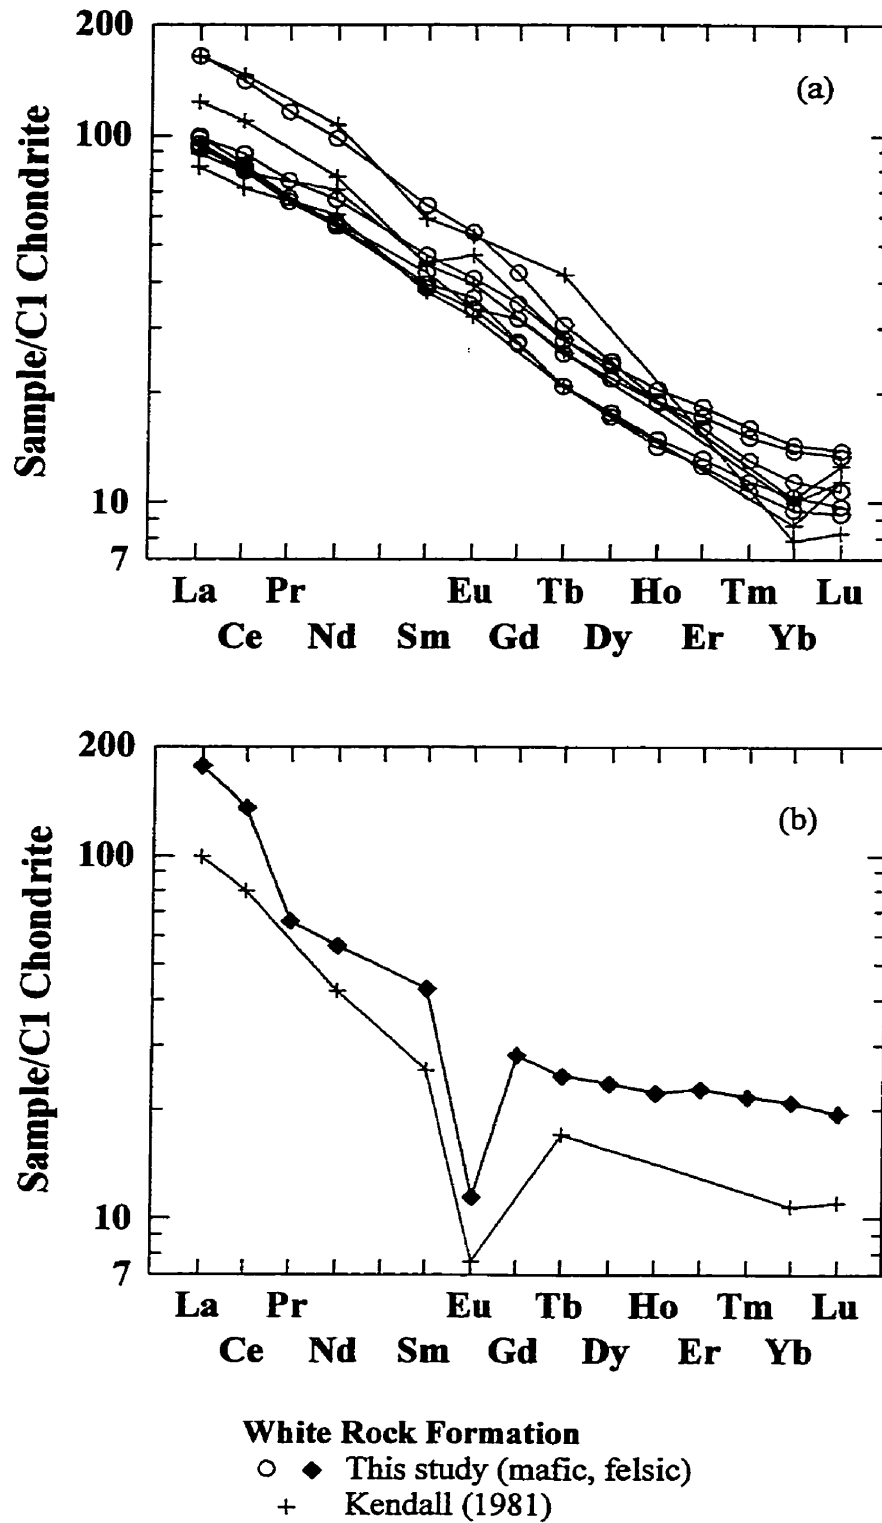 200
(a)
100
Sample/C1 Chondrite
10
7
La Pr Eu Tb Ho Tm Lu
Ce Nd Sm Gd Dy Er Yb
200
(b)
100
Sample/C1 Chondrite
10
7
La Pr Eu Tb Ho Tm Lu
Ce Nd Sm Gd Dy Er Yb
White Rock Formation
This study (mafic, felsic)
+ Kendall (1981)